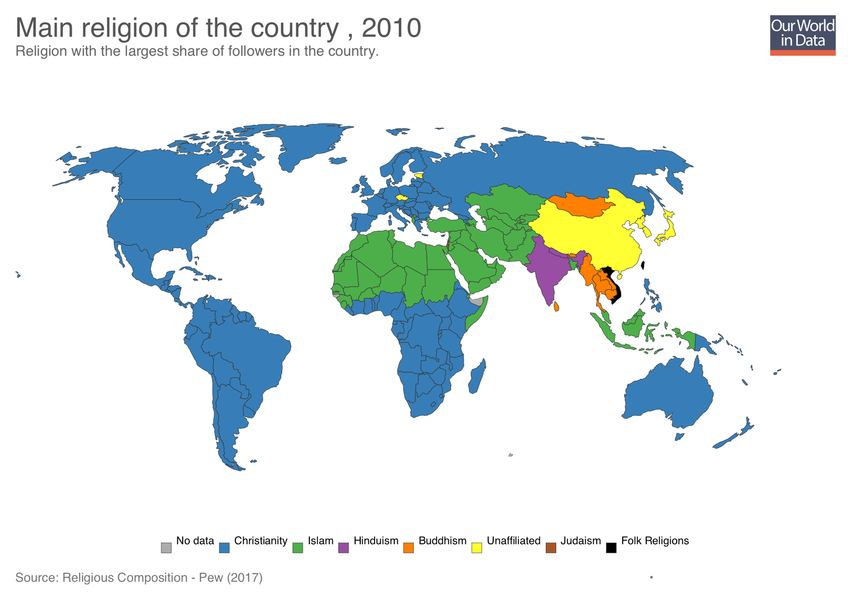 Main religion of the country , 2010
Religion with the largest share of followers in the country.
Our World
in Data
No data Christianity Islam Hinduism Buddhism Unaffiliated Judaism Folk Religions
Source: Religious Composition - Pew (2017)